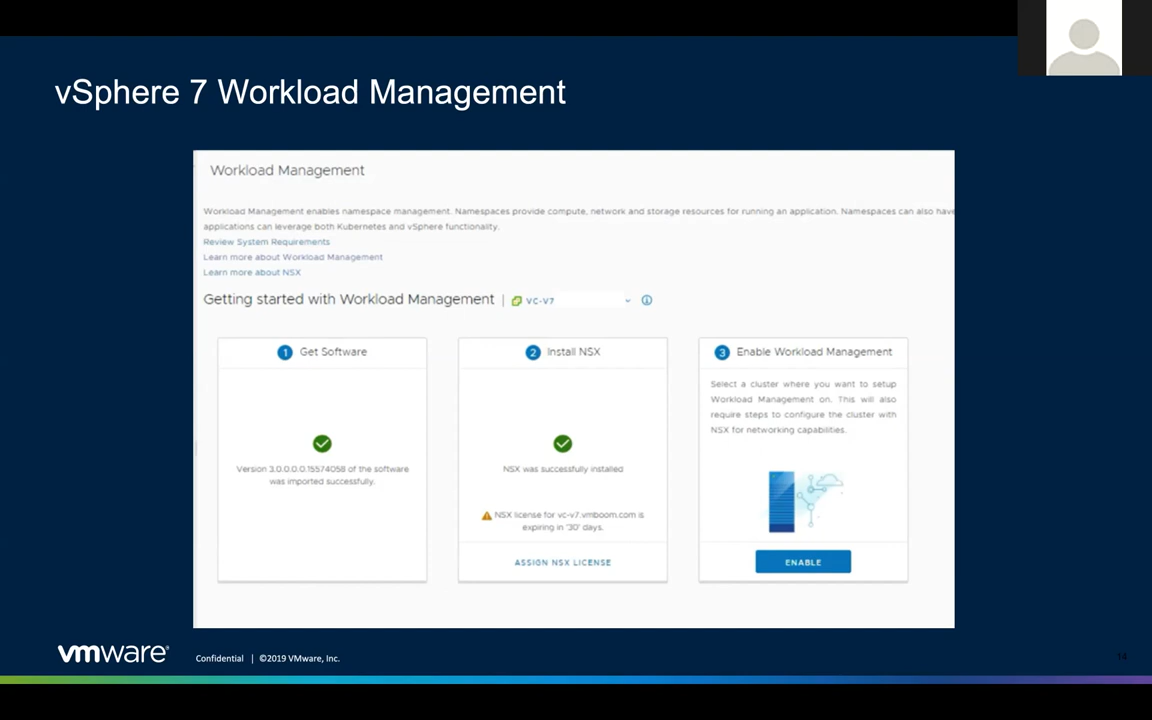 vSphere 7 Workload Management
Workload Management
Workload Management enables namespace management. Namespaces provide compute, network and storage resources for running an application. Namespaces can also have
applications can leverage both Kubernetes and vSphere functionality.
Review System Requirements
Learn more about Workload Management
Learn more about NSX
Getting started with Workload Management | VC-V7
1 Get Software
Version 3.0.0.0.0.15574058 of the software
was imported successfully.
2 Install NSX
NSX was successfully installed
NSX license for vc-v7.vmboom.com is
expiring in '30' days.
ASSIGN NSX LICENSE
3 Enable Workload Management
Select a cluster where you want to setup
Workload Management on. This will also
require steps to configure the cluster with
NSX for networking capabilities.
ENABLE
vmware®
Confidential | ©2019 VMware, Inc.
14